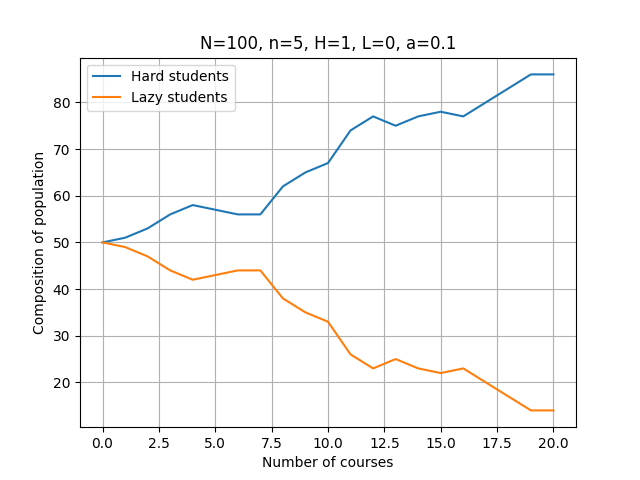 N=100, n=5, H=1, L=0, a=0.1
Hard students
Lazy students
Composition of population
80
70
60
50
40
30
20
0.0 2.5 5.0 7.5 10.0 12.5 15.0 17.5 20.0
Number of courses